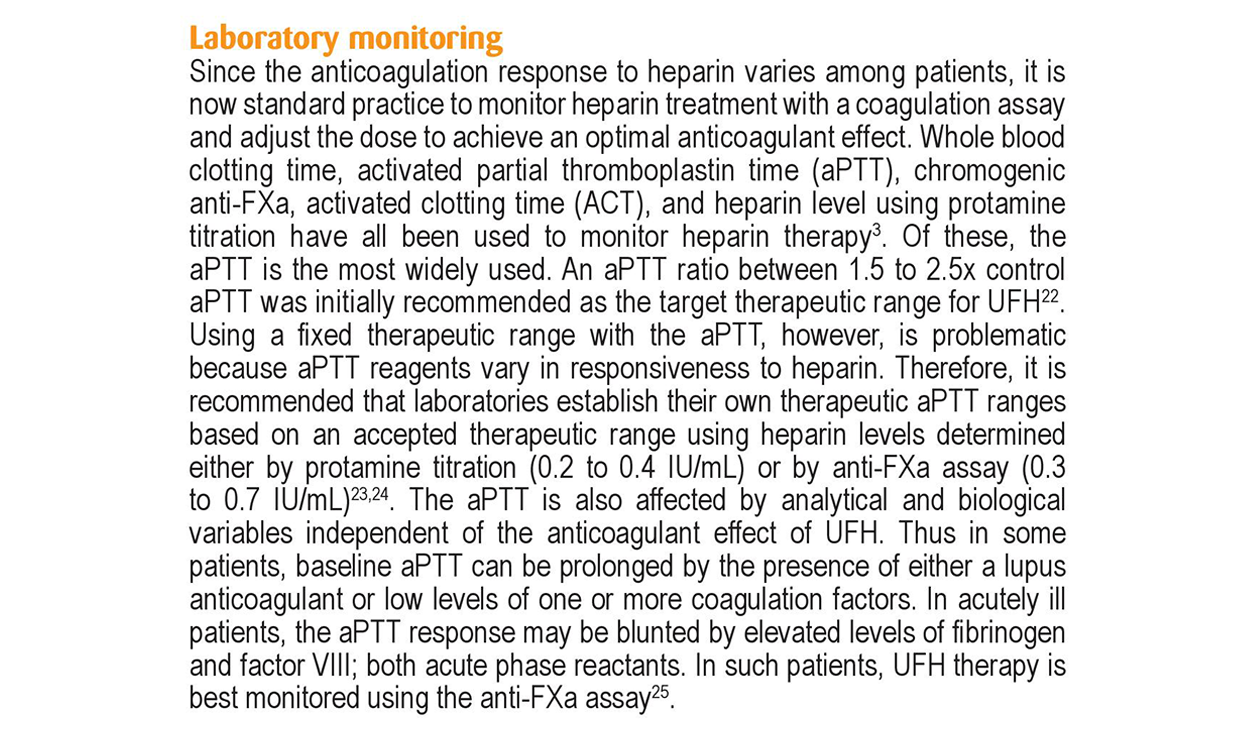 Laboratory monitoring
Since the anticoagulation response to heparin varies among patients, it is
now standard practice to monitor heparin treatment with a coagulation assay
and adjust the dose to achieve an optimal anticoagulant effect. Whole blood
clotting time, activated partial thromboplastin time (aPTT), chromogenic
anti-FXa, activated clotting time (ACT), and heparin level using protamine
titration have all been used to monitor heparin therapy³. Of these, the
aPTT is the most widely used. An aPTT ratio between 1.5 to 2.5x control
aPTT was initially recommended as the target therapeutic range for UFH²².
Using a fixed therapeutic range with the aPTT, however, is problematic
because aPTT reagents vary in responsiveness to heparin. Therefore, it is
recommended that laboratories establish their own therapeutic aPTT ranges
based on an accepted therapeutic range using heparin levels determined
either by protamine titration (0.2 to 0.4 IU/mL) or by anti-FXa assay (0.3
to 0.7 IU/mL)²³,²⁴. The aPTT is also affected by analytical and biological
variables independent of the anticoagulant effect of UFH. Thus in some
patients, baseline aPTT can be prolonged by the presence of either a lupus
anticoagulant or low levels of one or more coagulation factors. In acutely ill
patients, the aPTT response may be blunted by elevated levels of fibrinogen
and factor VIII; both acute phase reactants. In such patients, UFH therapy is
best monitored using the anti-FXa assay²⁵.